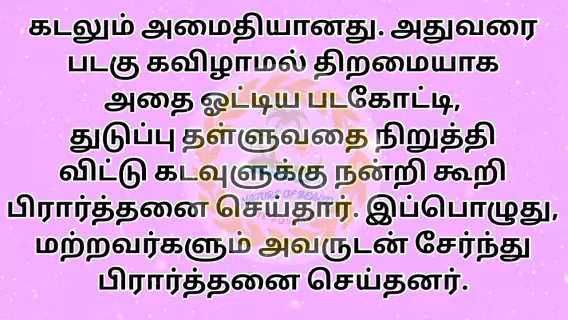 கடலும் அமைதியானது. அதுவரை
படகு கவிழாமல் திறமையாக
அதை ஓட்டிய படகோட்டி,
துடுப்பு தள்ளுவதை நிறுத்தி
விட்டு கடவுளுக்கு நன்றி கூறி
பிரார்த்தனை செய்தார். இப்பொழுது,
மற்றவர்களும் அவருடன் சேர்ந்து
பிரார்த்தனை செய்தனர்.